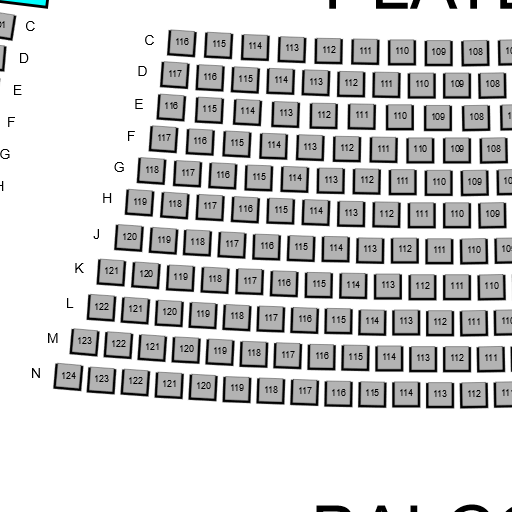 C 116 115 114 113 112 111 110 109 108
D 117 116 115 114 113 112 111 110 109 108
E 116 115 114 113 112 111 110 109 108
F 117 116 115 114 113 112 111 110 109 108
G 118 117 116 115 114 113 112 111 110 109
H 119 118 117 116 115 114 113 112 111 110 109
J 120 119 118 117 116 115 114 113 112 111 110
K 121 120 119 118 117 116 115 114 113 112 111 110
L 122 121 120 119 118 117 116 115 114 113 112 111
M 123 122 121 120 119 118 117 116 115 114 113 112 111
N 124 123 122 121 120 119 118 117 116 115 114 113 112
C
D
E
F
G
H